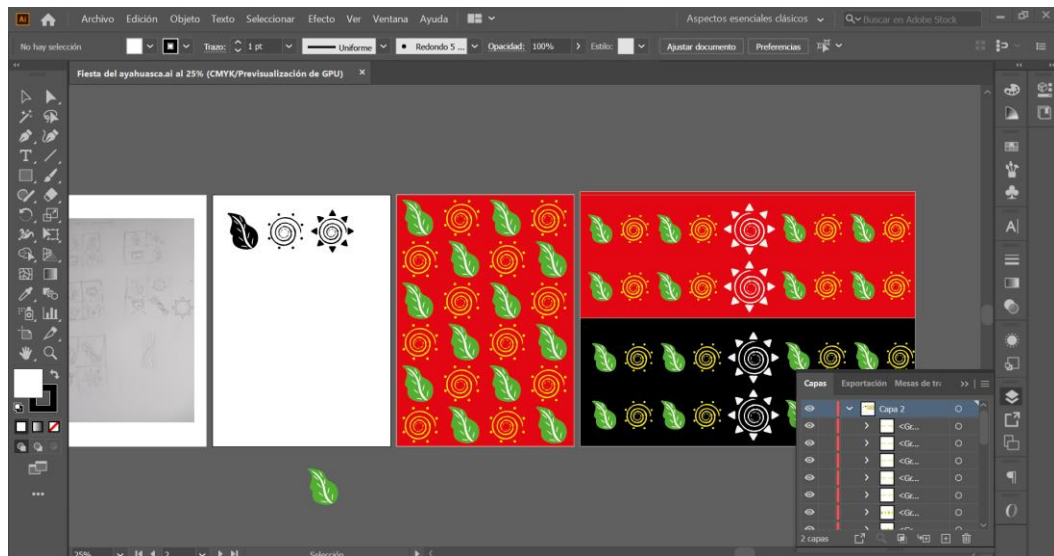 Ai Archivo Edición Objeto Texto Seleccionar Efecto Ver Ventana Ayuda Aspectos esenciales clásicos Buscar en Adobe Stock
No hay selección Trazo: 1 pt Uniforme Redondo 5 ... Opacidad: 100% Estilo: Ajustar documento Preferencias
Fiesta del ayahuasca.ai al 25% (CMYK/Previsualización de GPU) ×
Capas Exportación Mesas de tra
Capa 2
<Gr...
<Gr...
<Gr...
<Gr...
<Gr...
<Gr...
2 capas
25% 2 Selección